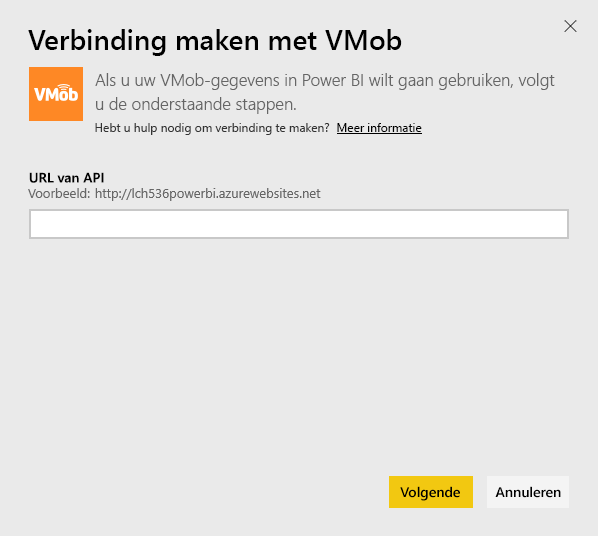 Verbinding maken met VMob
VMob
Als u uw VMob-gegevens in Power BI wilt gaan gebruiken, volgt
u de onderstaande stappen.
Hebt u hulp nodig om verbinding te maken? Meer informatie
URL van API
Voorbeeld: http://lch536powerbi.azurewebsites.net
Volgende
Annuleren